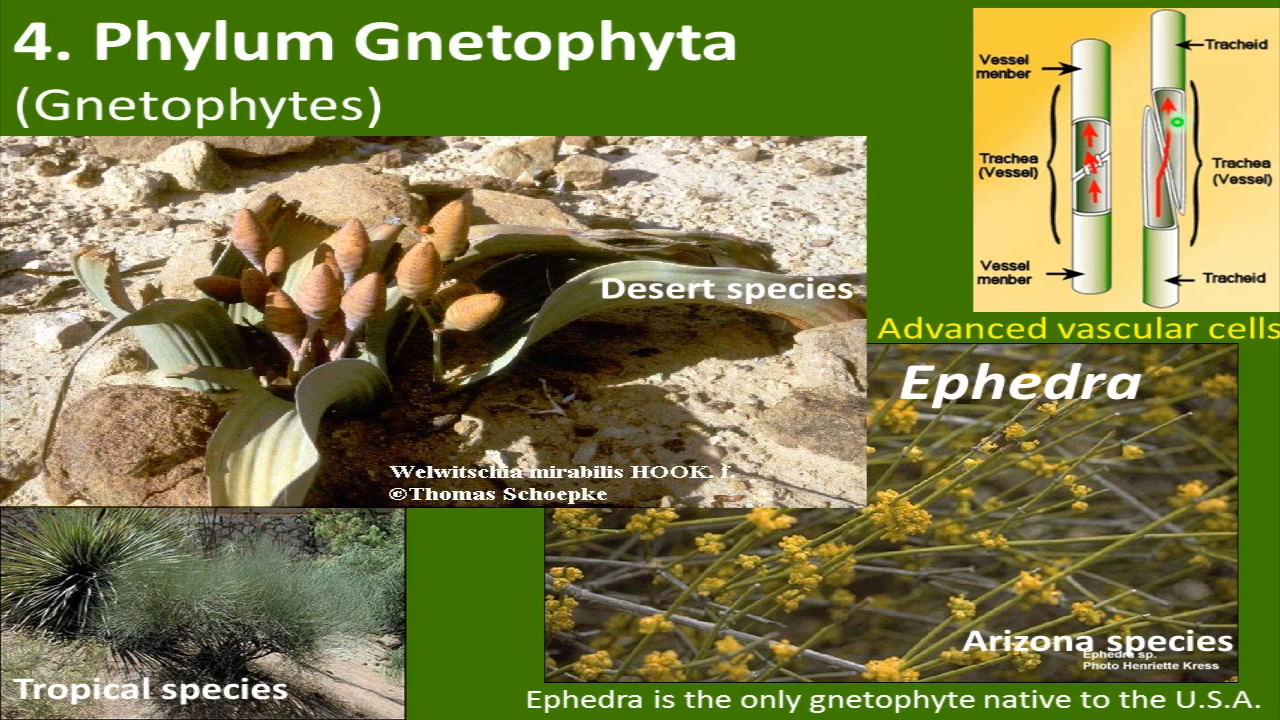 4. Phylum Gnetophyta
(Gnetophytes)
Vessel
menber
Tracheid
Trachea
(Vessel)
Trachea
(Vessel)
Vessel
menber
Tracheid
Advanced vascular cells
Desert species
Welwitschia mirabilis HOOK. f.
©Thomas Schoepke
Ephedra
Arizona species
Ephedra sp.
Photo Henriette Kress
Tropical species
Ephedra is the only gnetophyte native to the U.S.A.